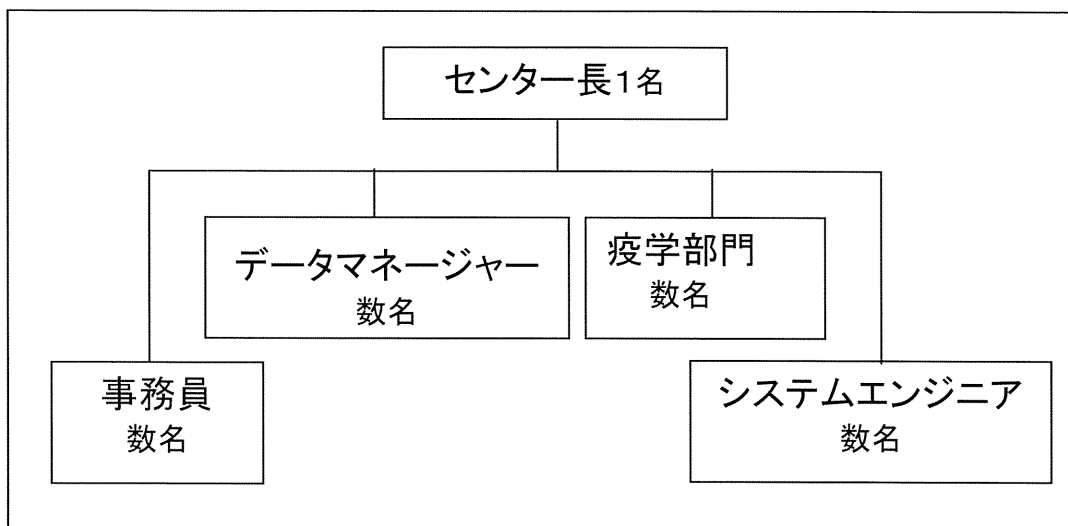 センター長1名
データマネージャー
数名
疫学部門
数名
事務員
数名
システムエンジニア
数名